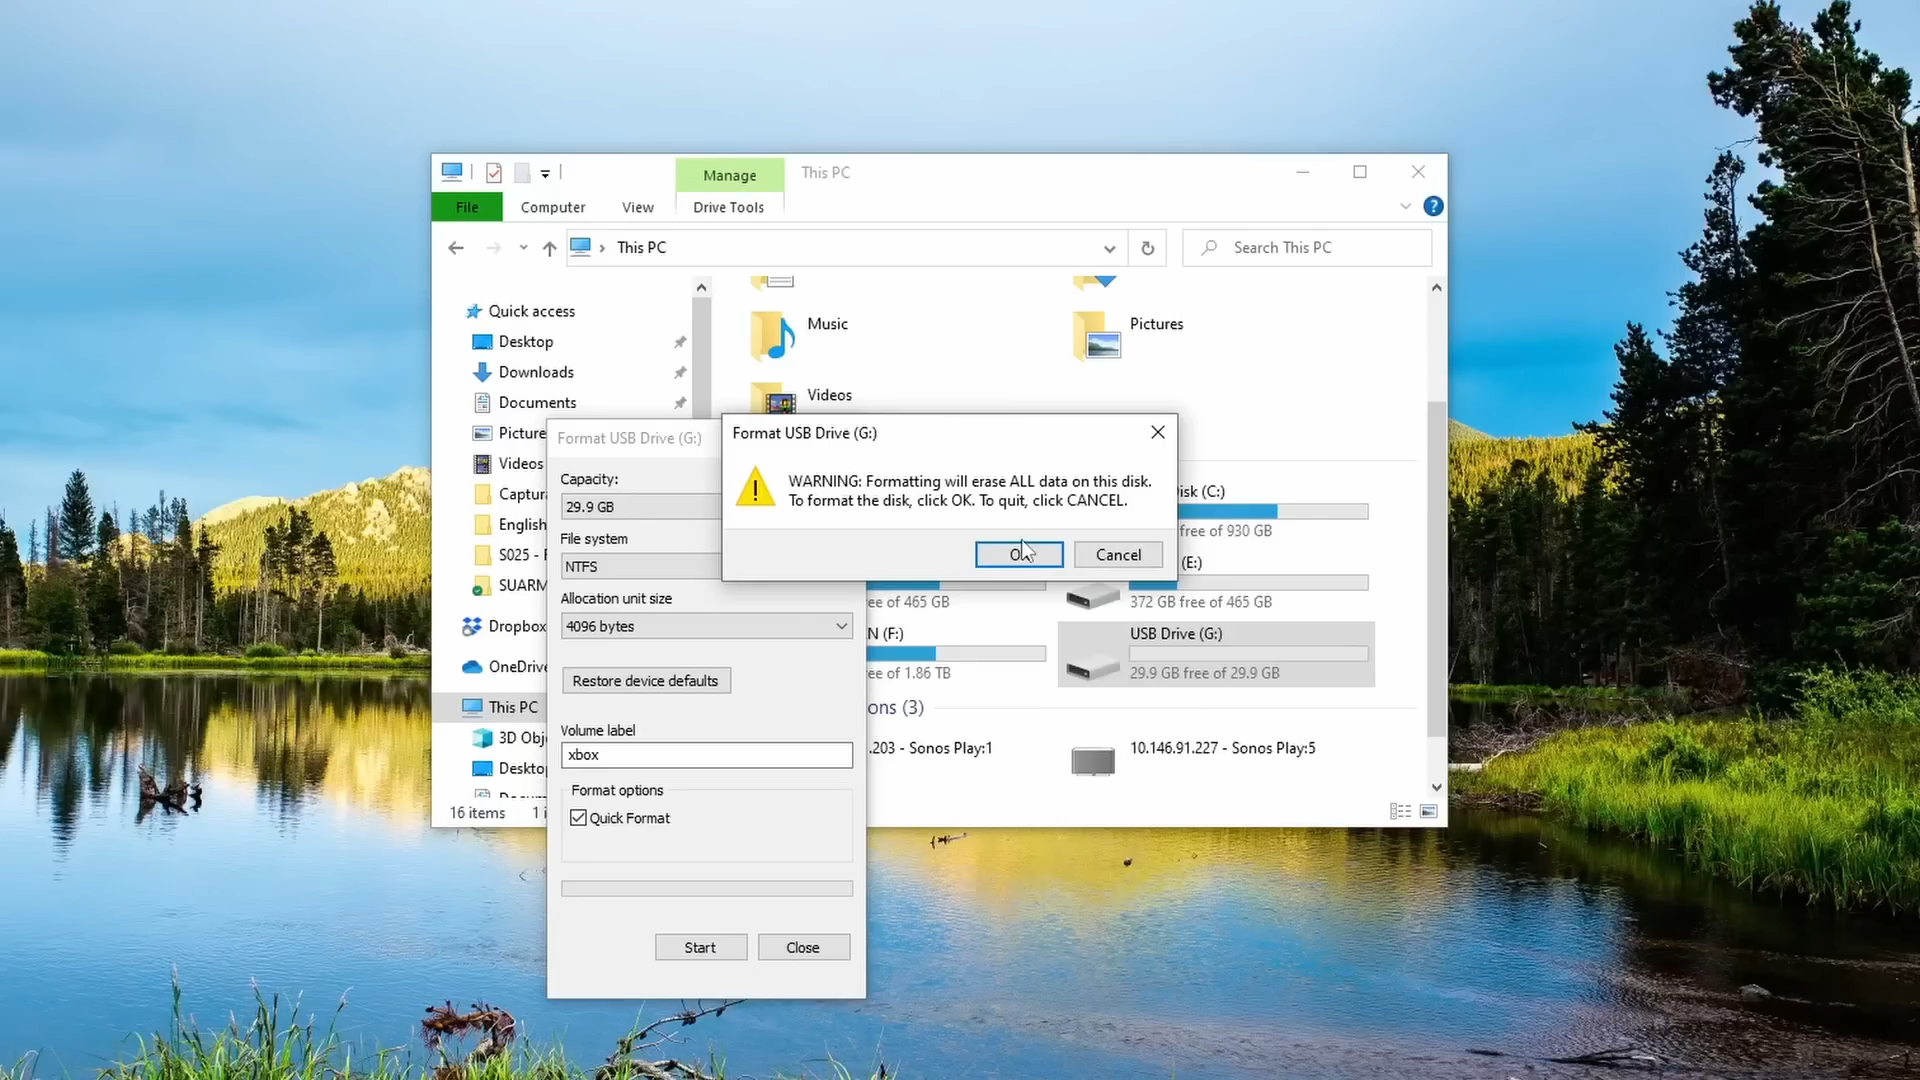 Manage
This PC
File
Computer
View
Drive Tools
This PC
Search This PC
Quick access
Desktop
Downloads
Documents
Picture
Videos
Captur
English
S025 -
SUARM
Dropbox
OneDrive
This PC
3D Obj
Deskto
16 items
Music
Pictures
Videos
isk (C:)
free of 930 GB
(E:)
ee of 465 GB
372 GB free of 465 GB
N (F:)
ee of 1.86 TB
USB Drive (G:)
29.9 GB free of 29.9 GB
ons (3)
.203 - Sonos Play:1
10.146.91.227 - Sonos Play:5
Format USB Drive (G:)
Capacity:
29.9 GB
File system
NTFS
Allocation unit size
4096 bytes
Restore device defaults
Volume label
xbox
Format options
Quick Format
Start
Close
Format USB Drive (G:)
WARNING: Formatting will erase ALL data on this disk.
To format the disk, click OK. To quit, click CANCEL.
OK
Cancel